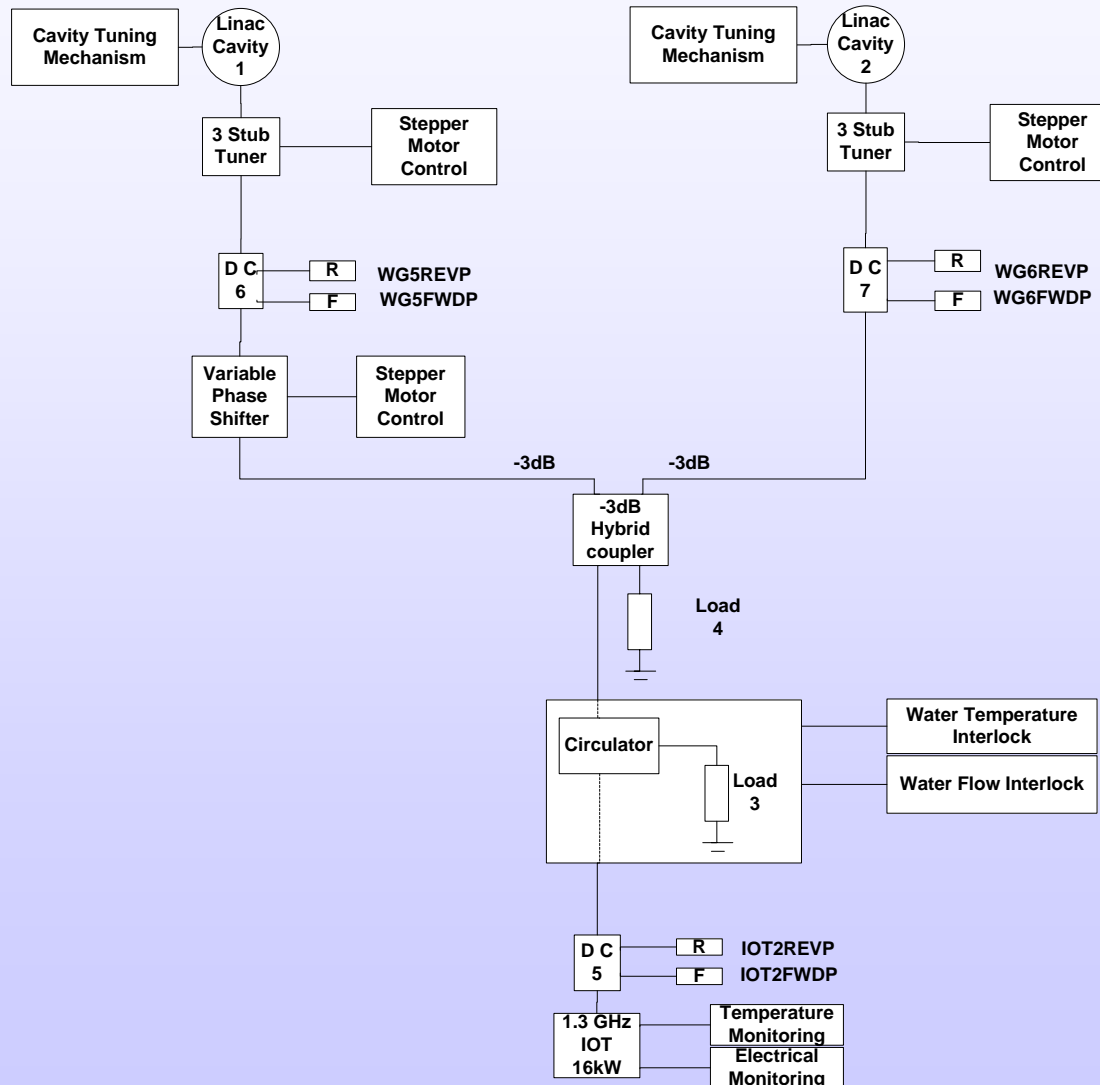 Cavity Tuning
Mechanism
Linac
Cavity
1
Cavity Tuning
Mechanism
Linac
Cavity
2
3 Stub
Tuner
Stepper
Motor
Control
3 Stub
Tuner
Stepper
Motor
Control
D C
6
R
WG5REVP
F
WG5FWDP
D C
7
R
WG6REVP
F
WG6FWDP
Variable
Phase
Shifter
Stepper
Motor
Control
-3dB
-3dB
-3dB
Hybrid
coupler
Load
4
Circulator
Load
3
Water Temperature
Interlock
Water Flow Interlock
D C
5
R
IOT2REVP
F
IOT2FWDP
1.3 GHz
IOT
16kW
Temperature
Monitoring
Electrical
Monitoring